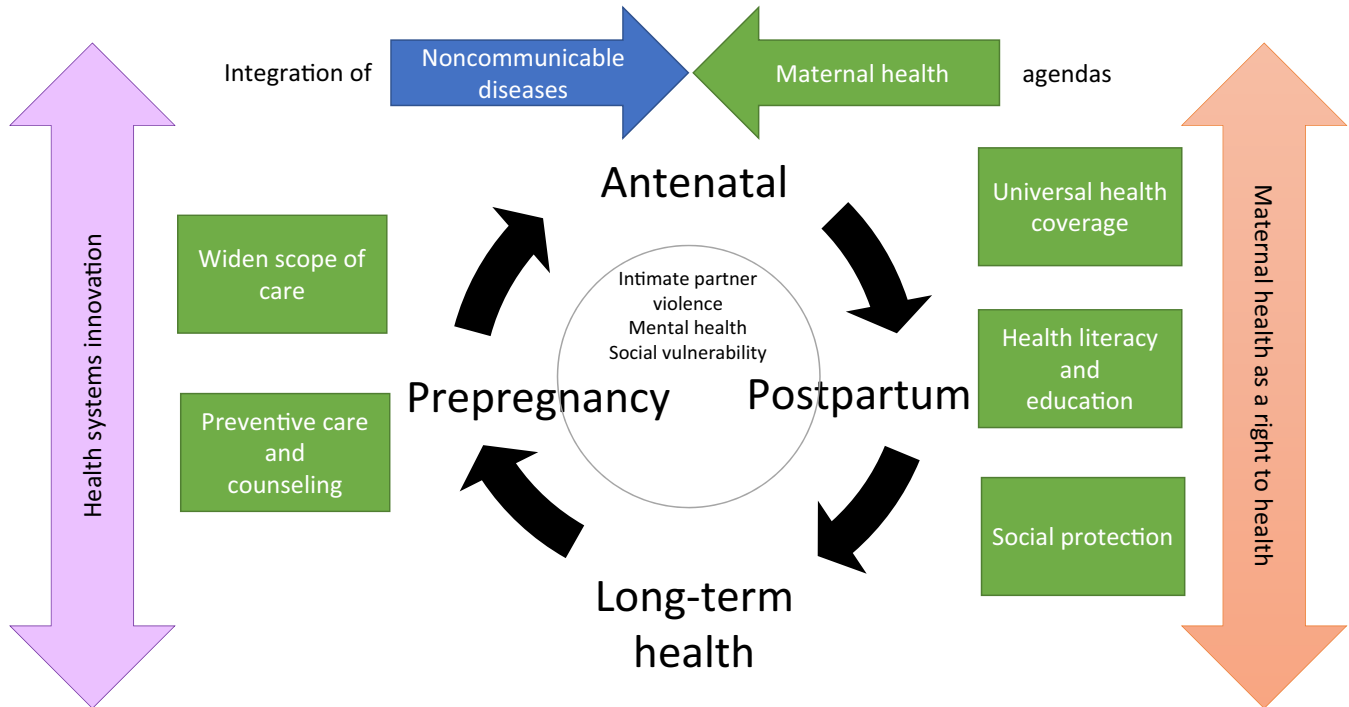 Integration of
Noncommunicable
diseases
Maternal health
agendas
Health systems innovation
Widen scope of
care
Preventive care
and
counseling
Antenatal
Intimate partner
violence
Mental health
Social vulnerability
Prepregnancy
Postpartum
Long-term
health
Universal health
coverage
Health literacy
and
education
Social protection
Maternal health as a right to health